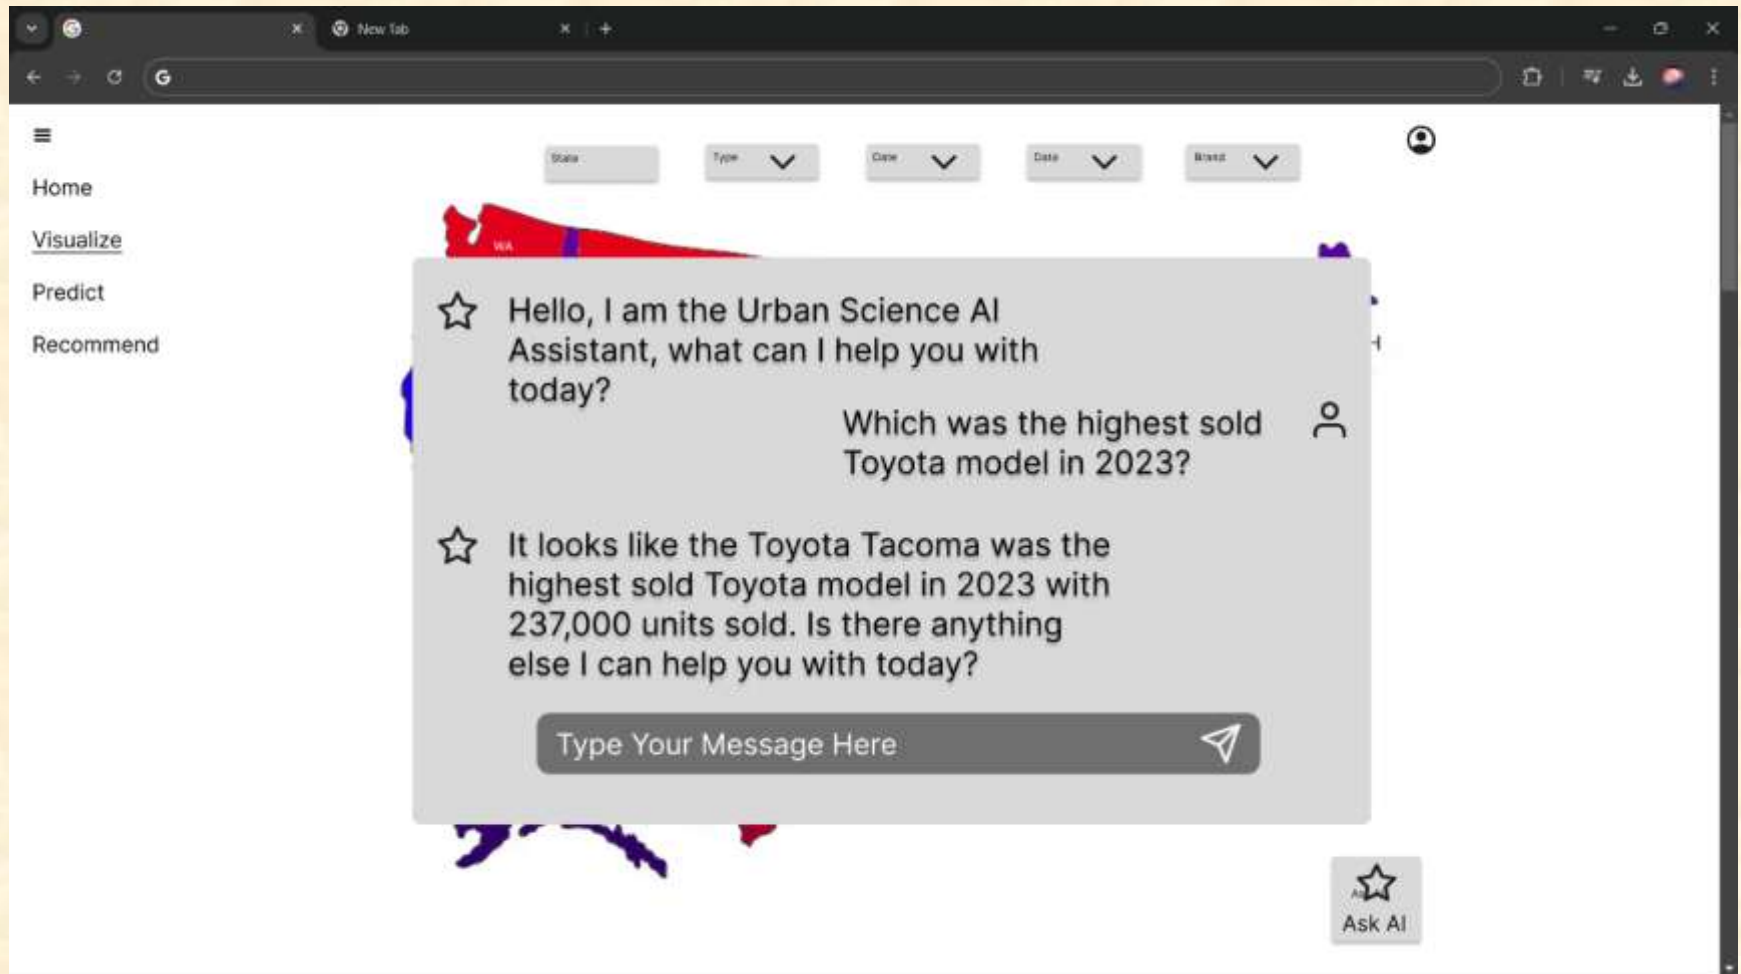 New Tab
Home
Visualize
Predict
Recommend
State
Type
Date
Date
Brand
WA
Hello, I am the Urban Science AI
Assistant, what can I help you with
today?
Which was the highest sold
Toyota model in 2023?
It looks like the Toyota Tacoma was the
highest sold Toyota model in 2023 with
237,000 units sold. Is there anything
else I can help you with today?
Type Your Message Here
Ask AI